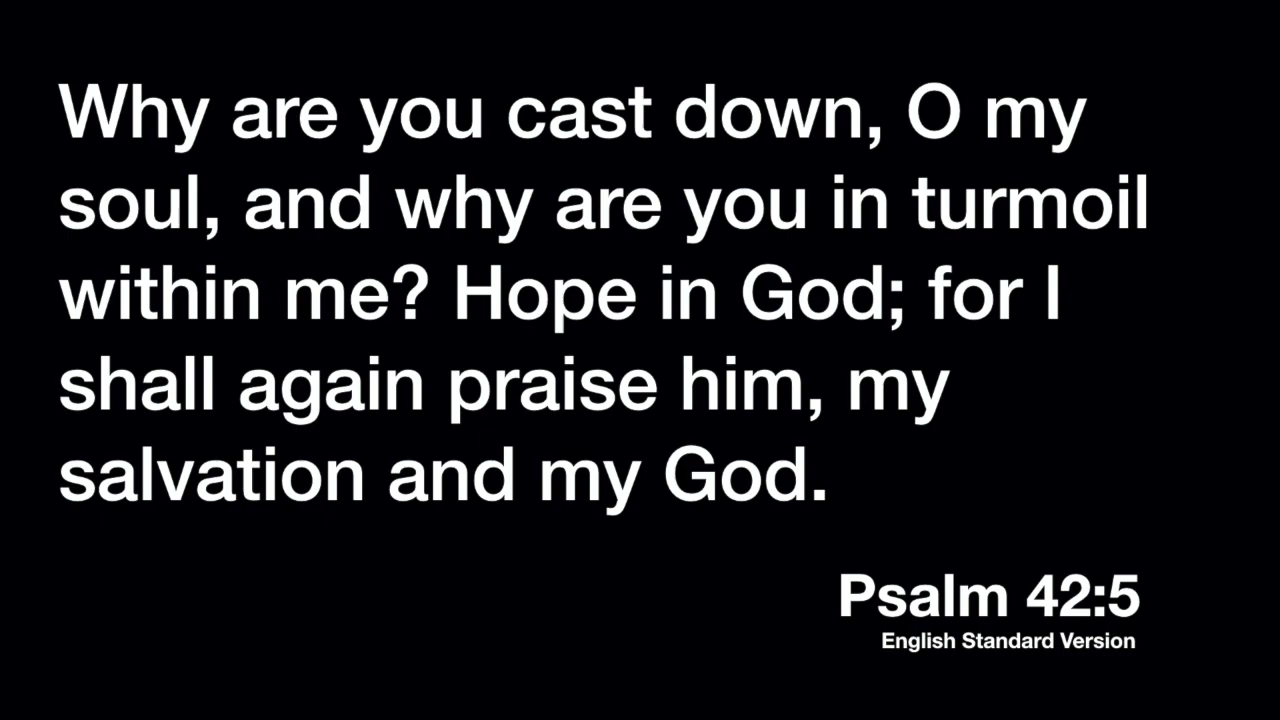 Why are you cast down, O my
soul, and why are you in turmoil
within me? Hope in God; for I
shall again praise him, my
salvation and my God.
Psalm 42:5
English Standard Version